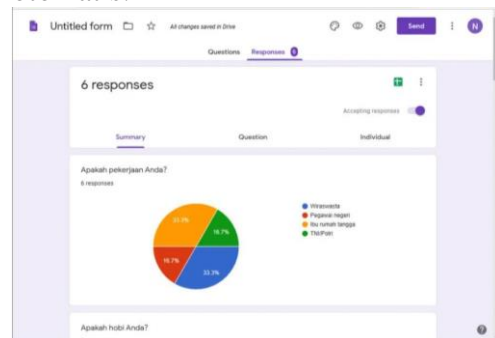 Untitled form
All changes saved in Drive
Send
N
Questions
Responses 6
6 responses
Accepting responses
Summary
Question
Individual
Apakah pekerjaan Anda?
6 responses
33.3%
16.7%
16.7%
33.3%
Wiraswasta
Pegawai negeri
Ibu rumah tangga
TNI/Polri
Apakah hobi Anda?